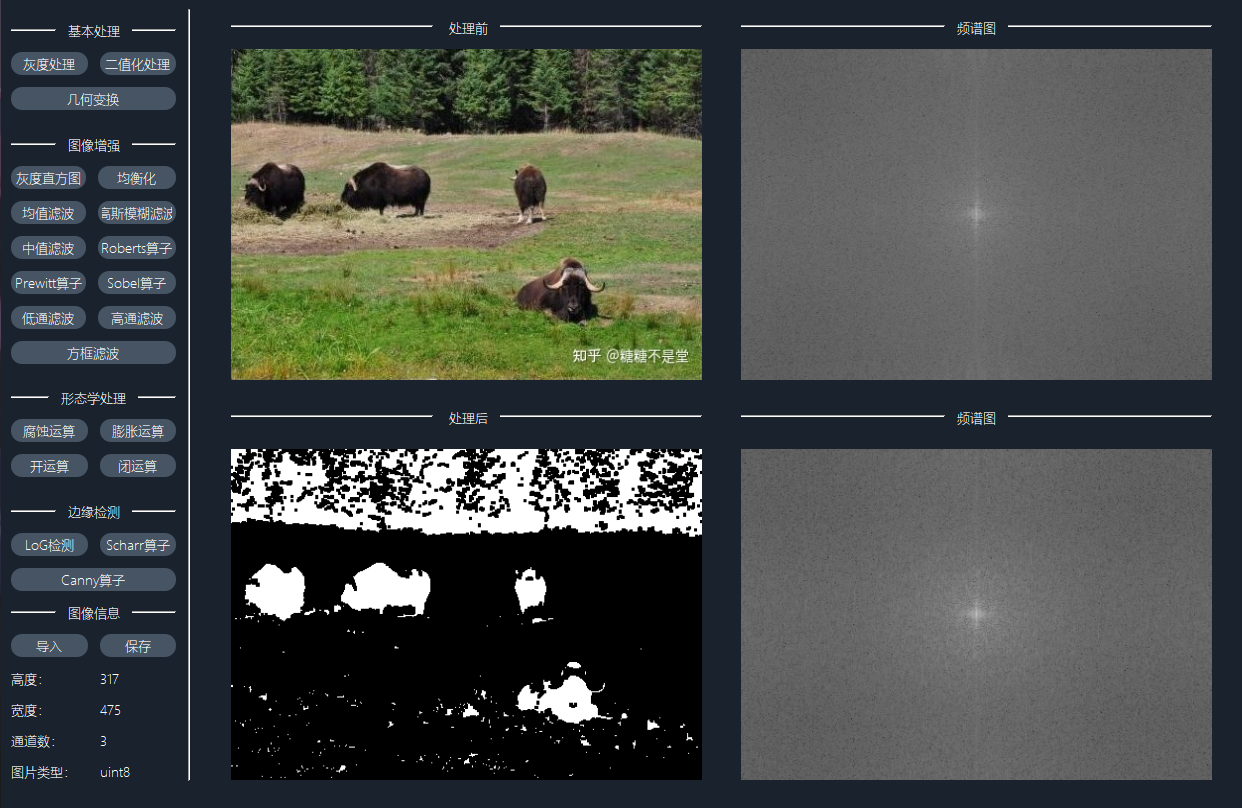 基本处理
灰度处理 二值化处理
几何变换
图像增强
灰度直方图 均衡化
均值滤波 高斯模糊滤波
中值滤波 Roberts算子
Prewitt算子 Sobel算子
低通滤波 高通滤波
方框滤波
形态学处理
腐蚀运算 膨胀运算
开运算 闭运算
边缘检测
LoG检测 Scharr算子
Canny算子
图像信息
导入 保存
高度： 317
宽度： 475
通道数： 3
图片类型： uint8
处理前
知乎 @糖糖不是堂
频谱图
处理后
频谱图